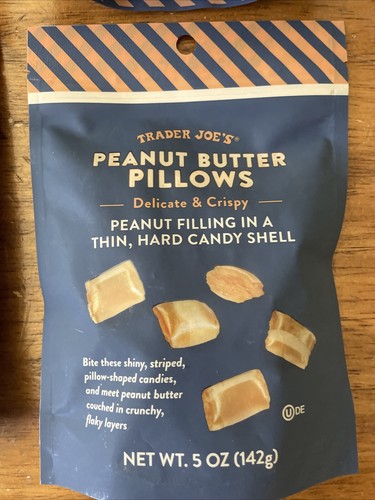 TRADER JOE'S®
PEANUT BUTTER
PILLOWS
Delicate & Crispy
PEANUT FILLING IN A
THIN, HARD CANDY SHELL
Bite these shiny, striped,
pillow-shaped candies,
and meet peanut butter
couched in crunchy,
flaky layers
U DE
NET WT. 5 OZ (142g)